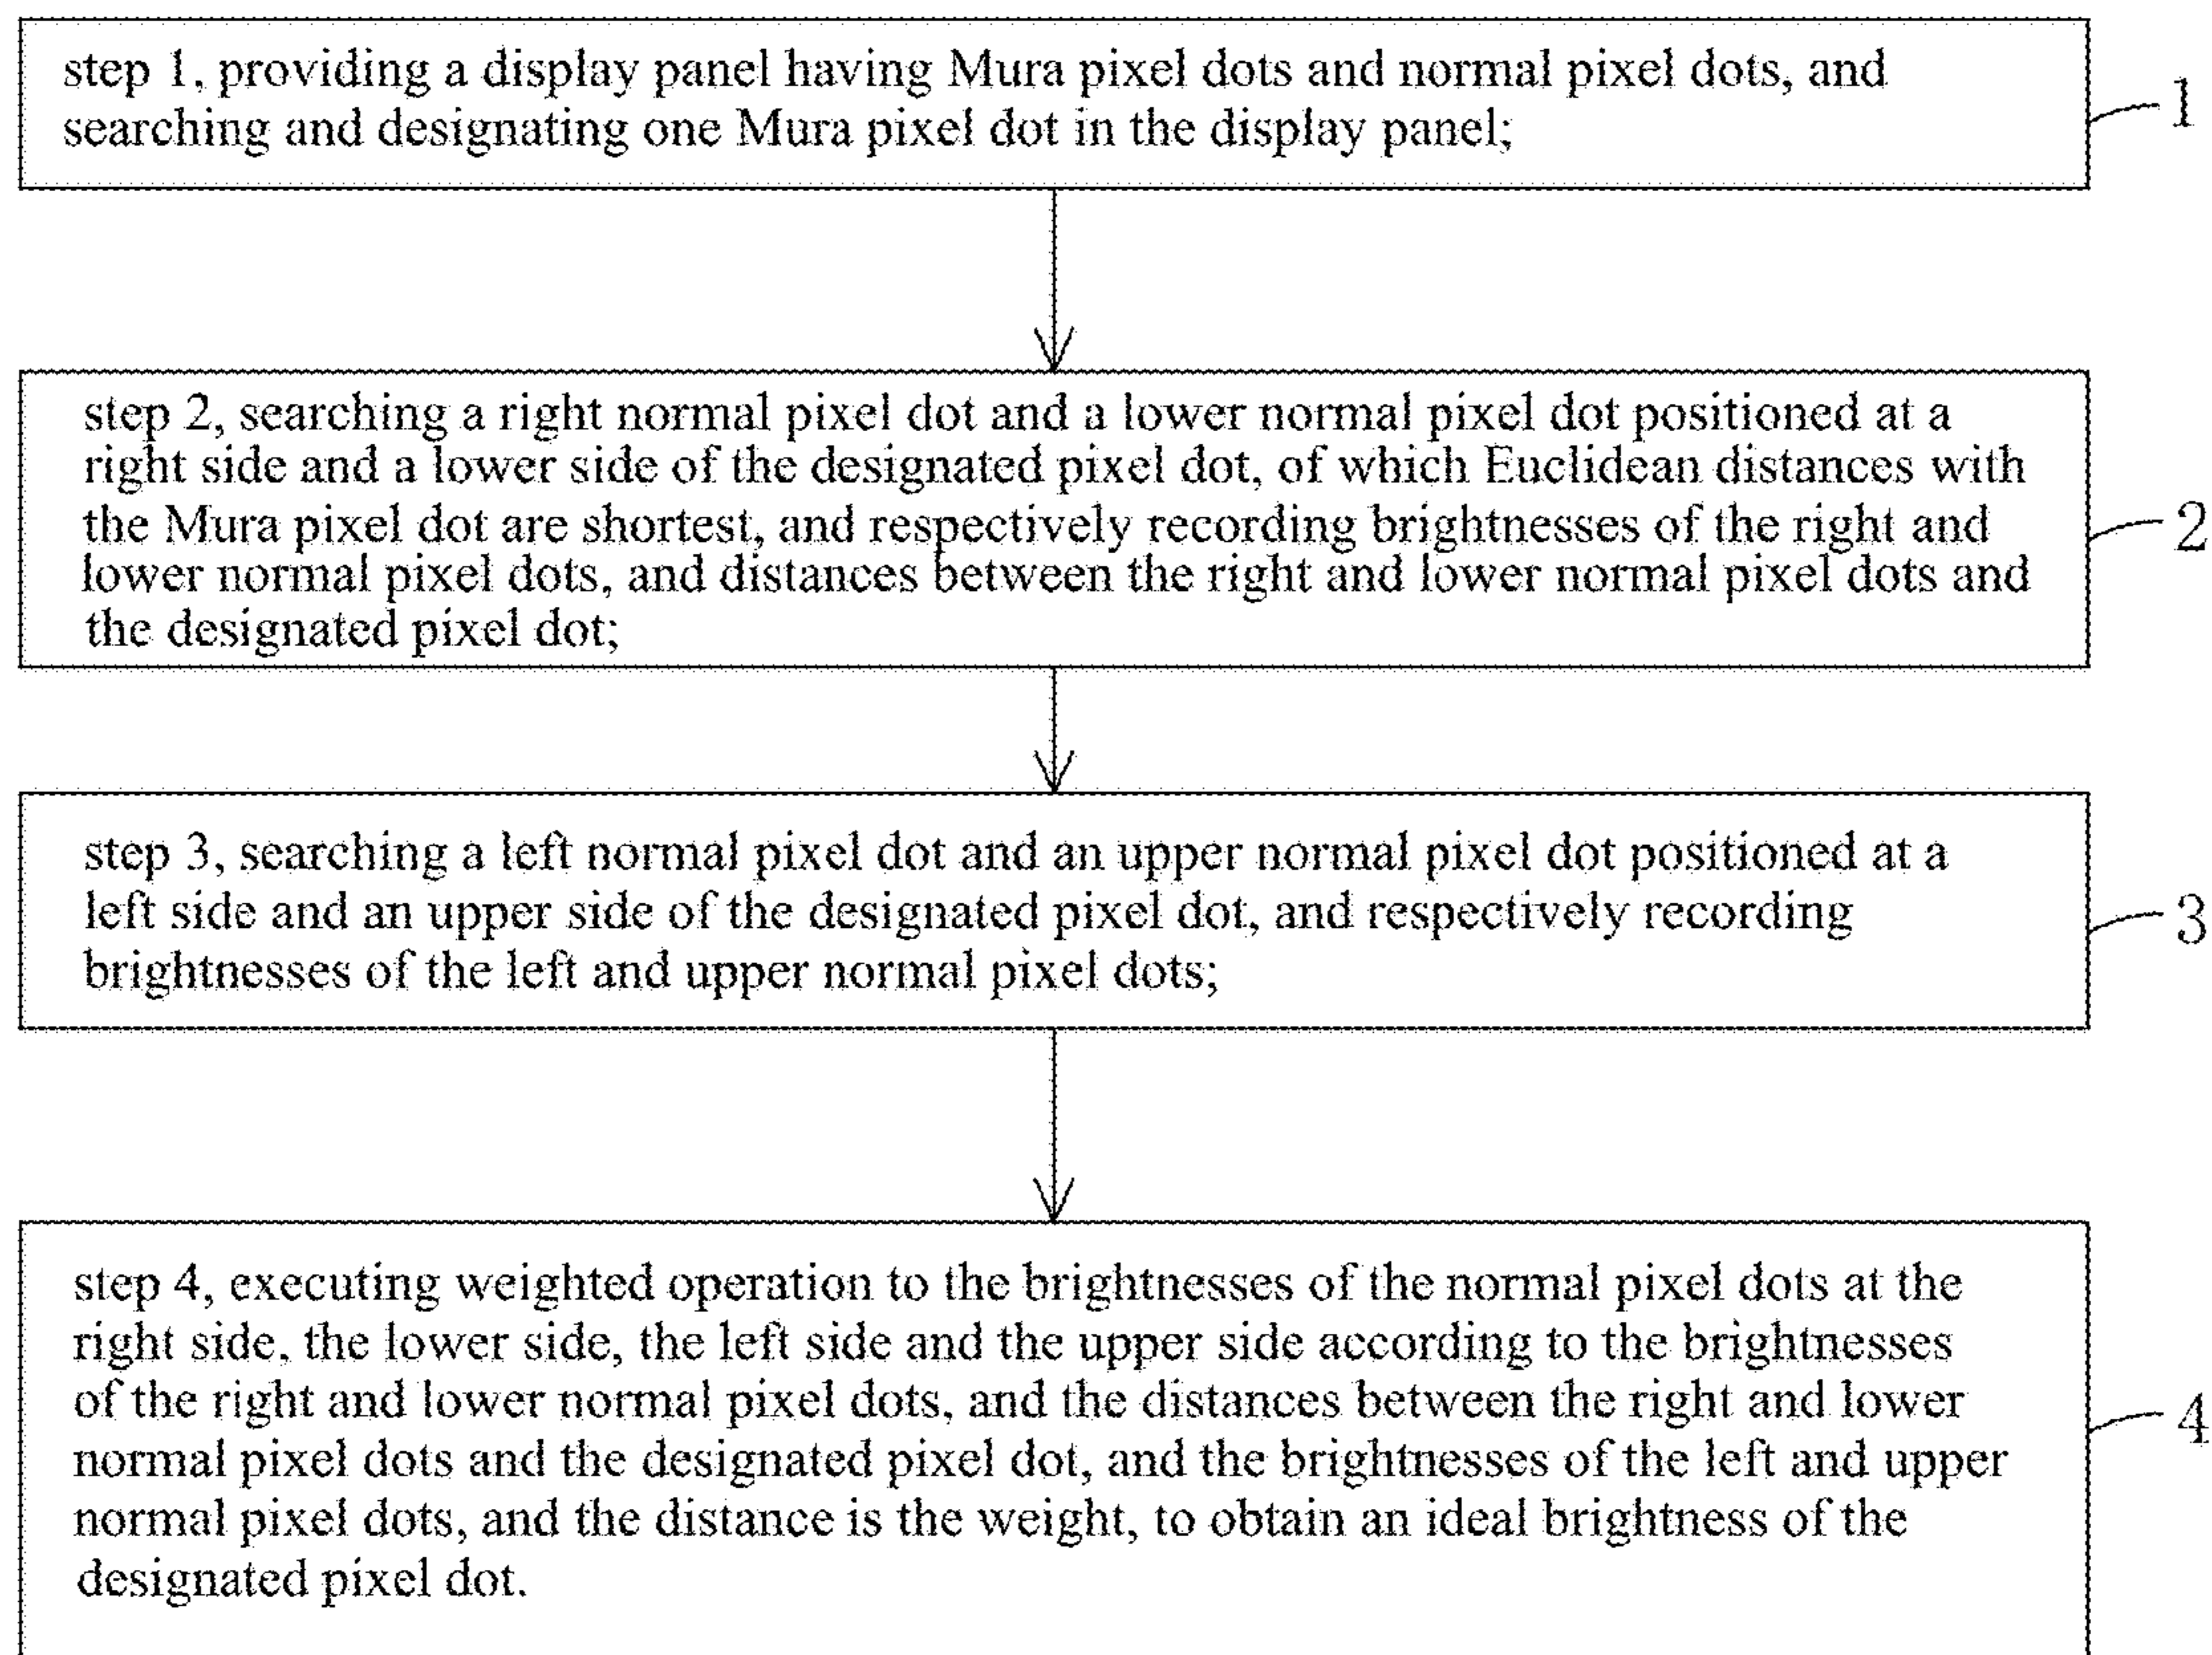 step 1, providing a display panel having Mura pixel dots and normal pixel dots, and
searching and designating one Mura pixel dot in the display panel;
1
step 2, searching a right normal pixel dot and a lower normal pixel dot positioned at a
right side and a lower side of the designated pixel dot, of which Euclidean distances with
the Mura pixel dot are shortest, and respectively recording brightnesses of the right and
lower normal pixel dots, and distances between the right and lower normal pixel dots and
the designated pixel dot;
2
step 3, searching a left normal pixel dot and an upper normal pixel dot positioned at a
left side and an upper side of the designated pixel dot, and respectively recording
brightnesses of the left and upper normal pixel dots;
3
step 4, executing weighted operation to the brightnesses of the normal pixel dots at the
right side, the lower side, the left side and the upper side according to the brightnesses
of the right and lower normal pixel dots, and the distances between the right and lower
normal pixel dots and the designated pixel dot, and the brightnesses of the left and upper
normal pixel dots, and the distance is the weight, to obtain an ideal brightness of the
designated pixel dot.
4